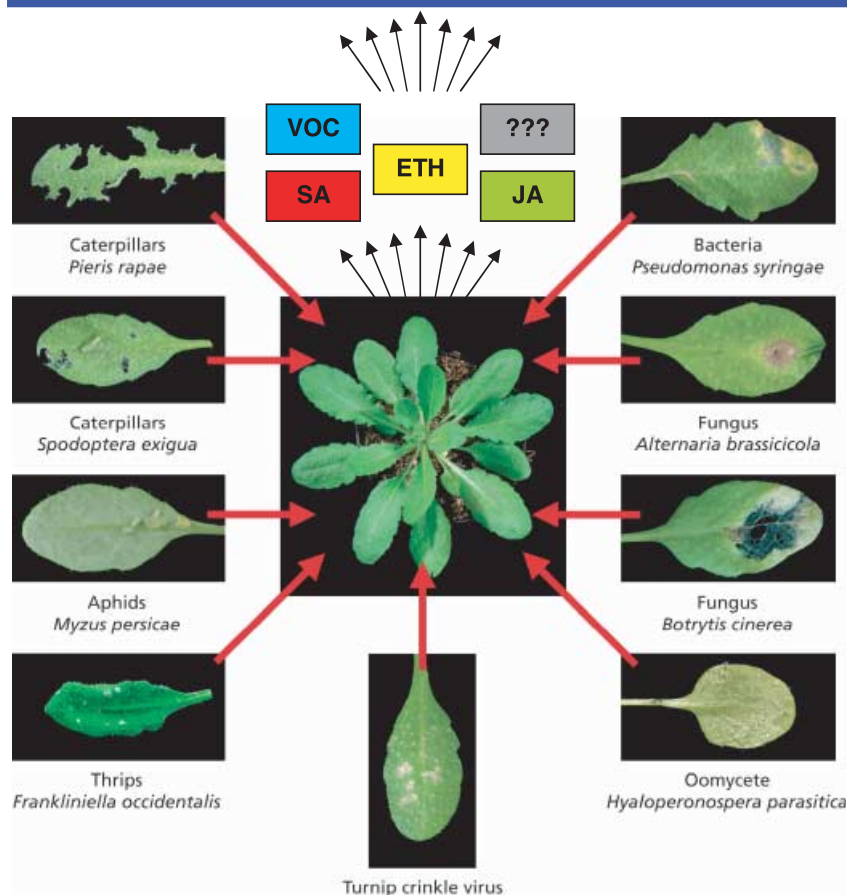 VOC
???
ETH
SA
JA
Caterpillars
Pieris rapae
Bacteria
Pseudomonas syringae
Caterpillars
Spodoptera exigua
Fungus
Alternaria brassicicola
Aphids
Myzus persicae
Fungus
Botrytis cinerea
Thrips
Frankliniella occidentalis
Oomycete
Hyaloperonospera parasitica
Turnip crinkle virus